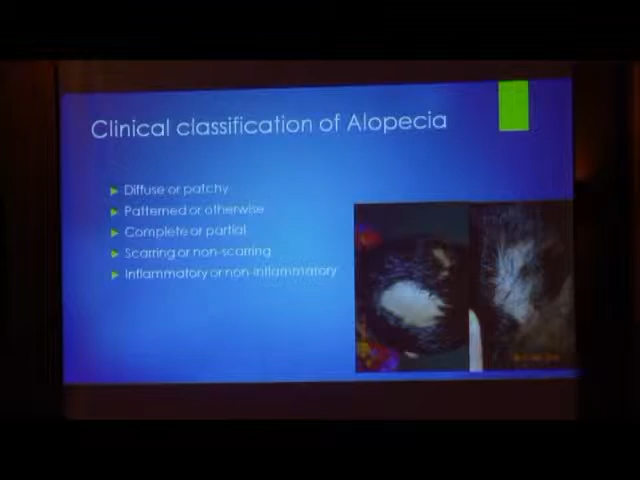 Clinical classification of Alopecia
Diffuse or patchy
Patterned or otherwise
Complete or partial
Scarring or non-scarring
Inflammatory or non-inflammatory